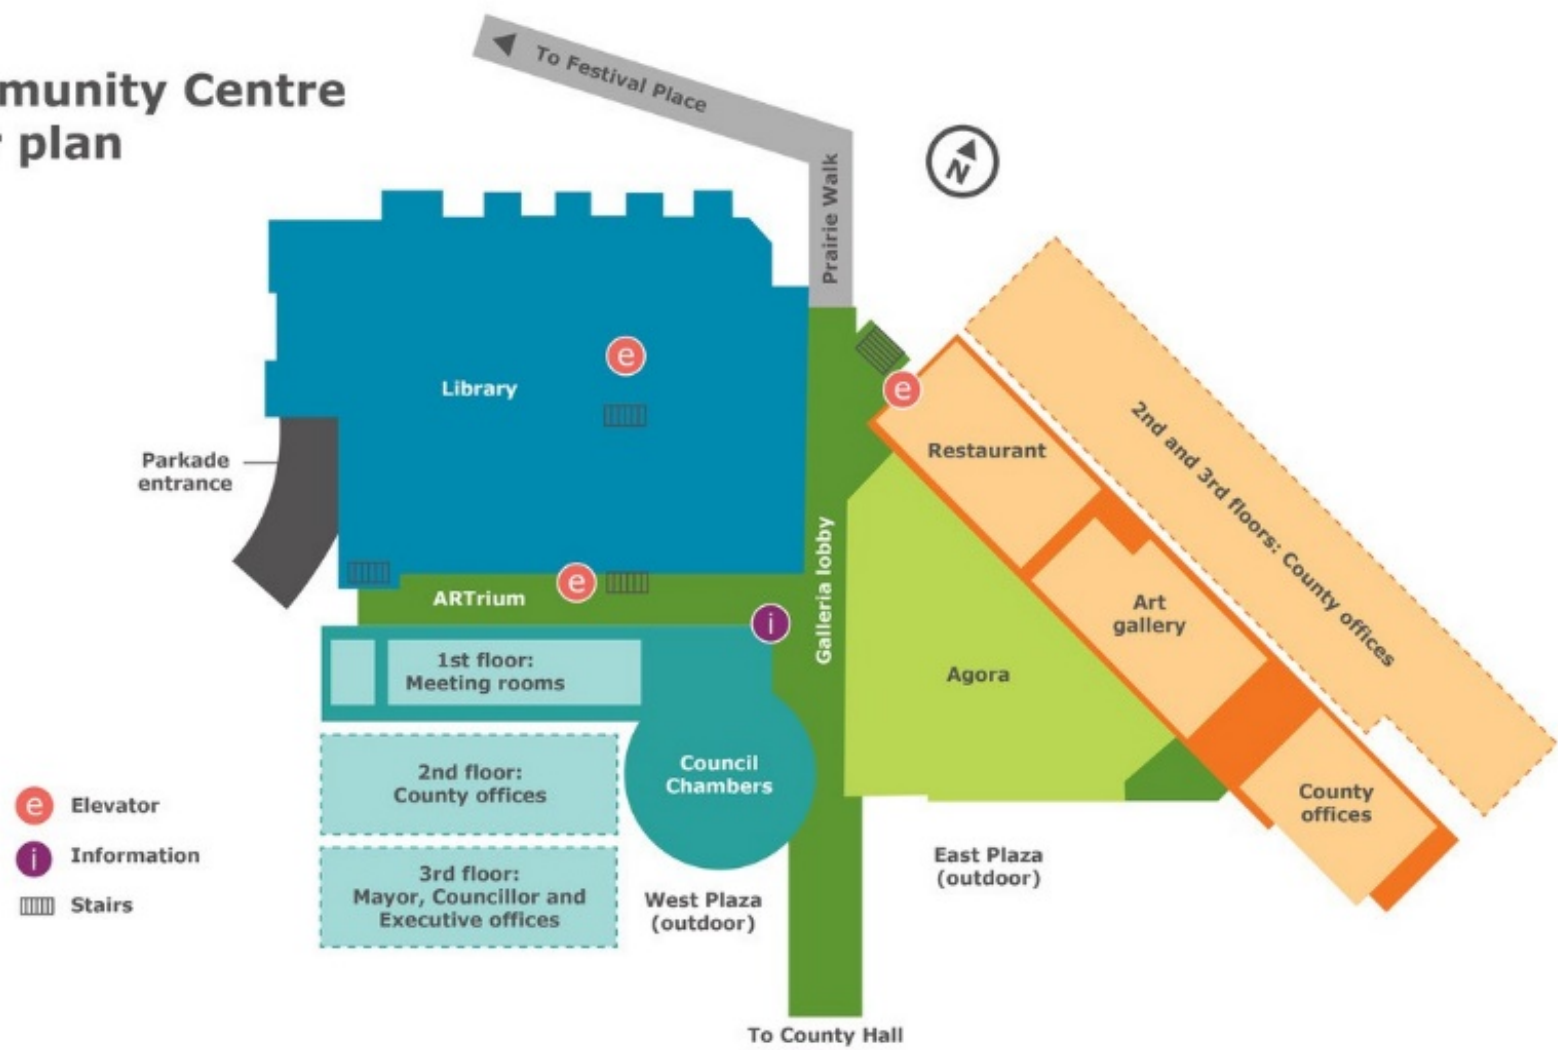 munity Centre
plan
To Festival Place
Prairie Walk
N
Library
e
e
Parkade
entrance
Restaurant
2nd and 3rd floors: County offices
ARTrium
e
i
Galleria lobby
Art
gallery
1st floor:
Meeting rooms
Agora
2nd floor:
County offices
Council
Chambers
County
offices
e Elevator
i Information
Stairs
3rd floor:
Mayor, Councillor and
Executive offices
West Plaza
(outdoor)
East Plaza
(outdoor)
To County Hall